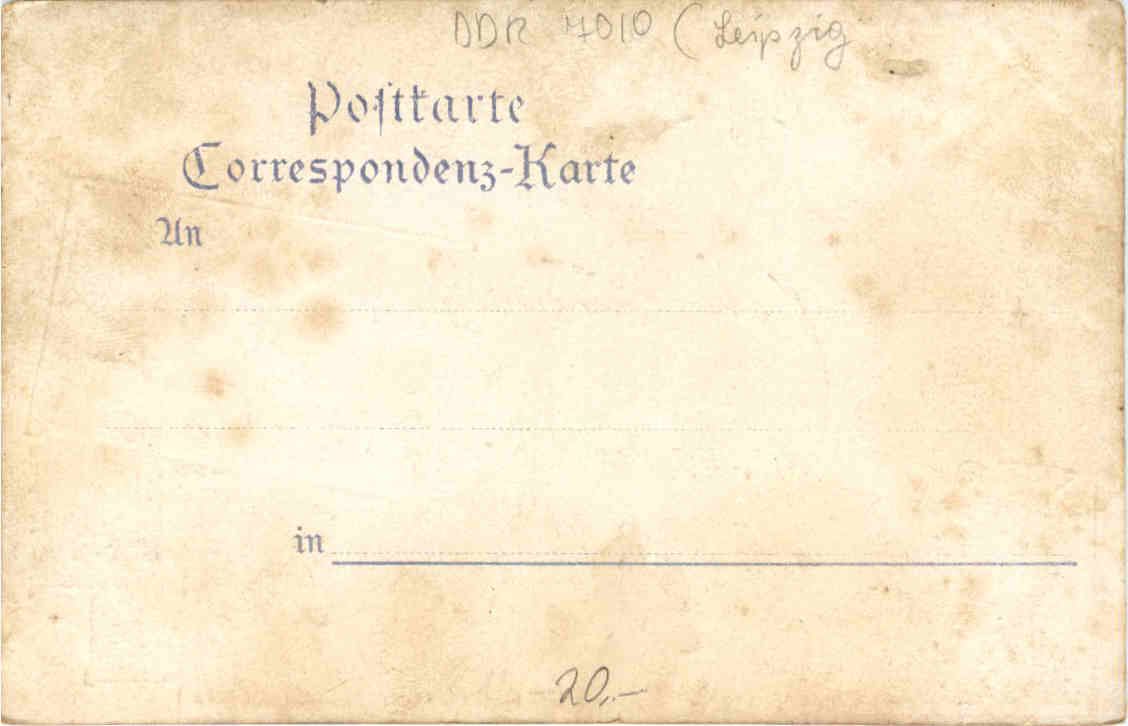 DDR 7010 (Leipzig
Postkarte
Correspondenz-Karte
An
in
20,-